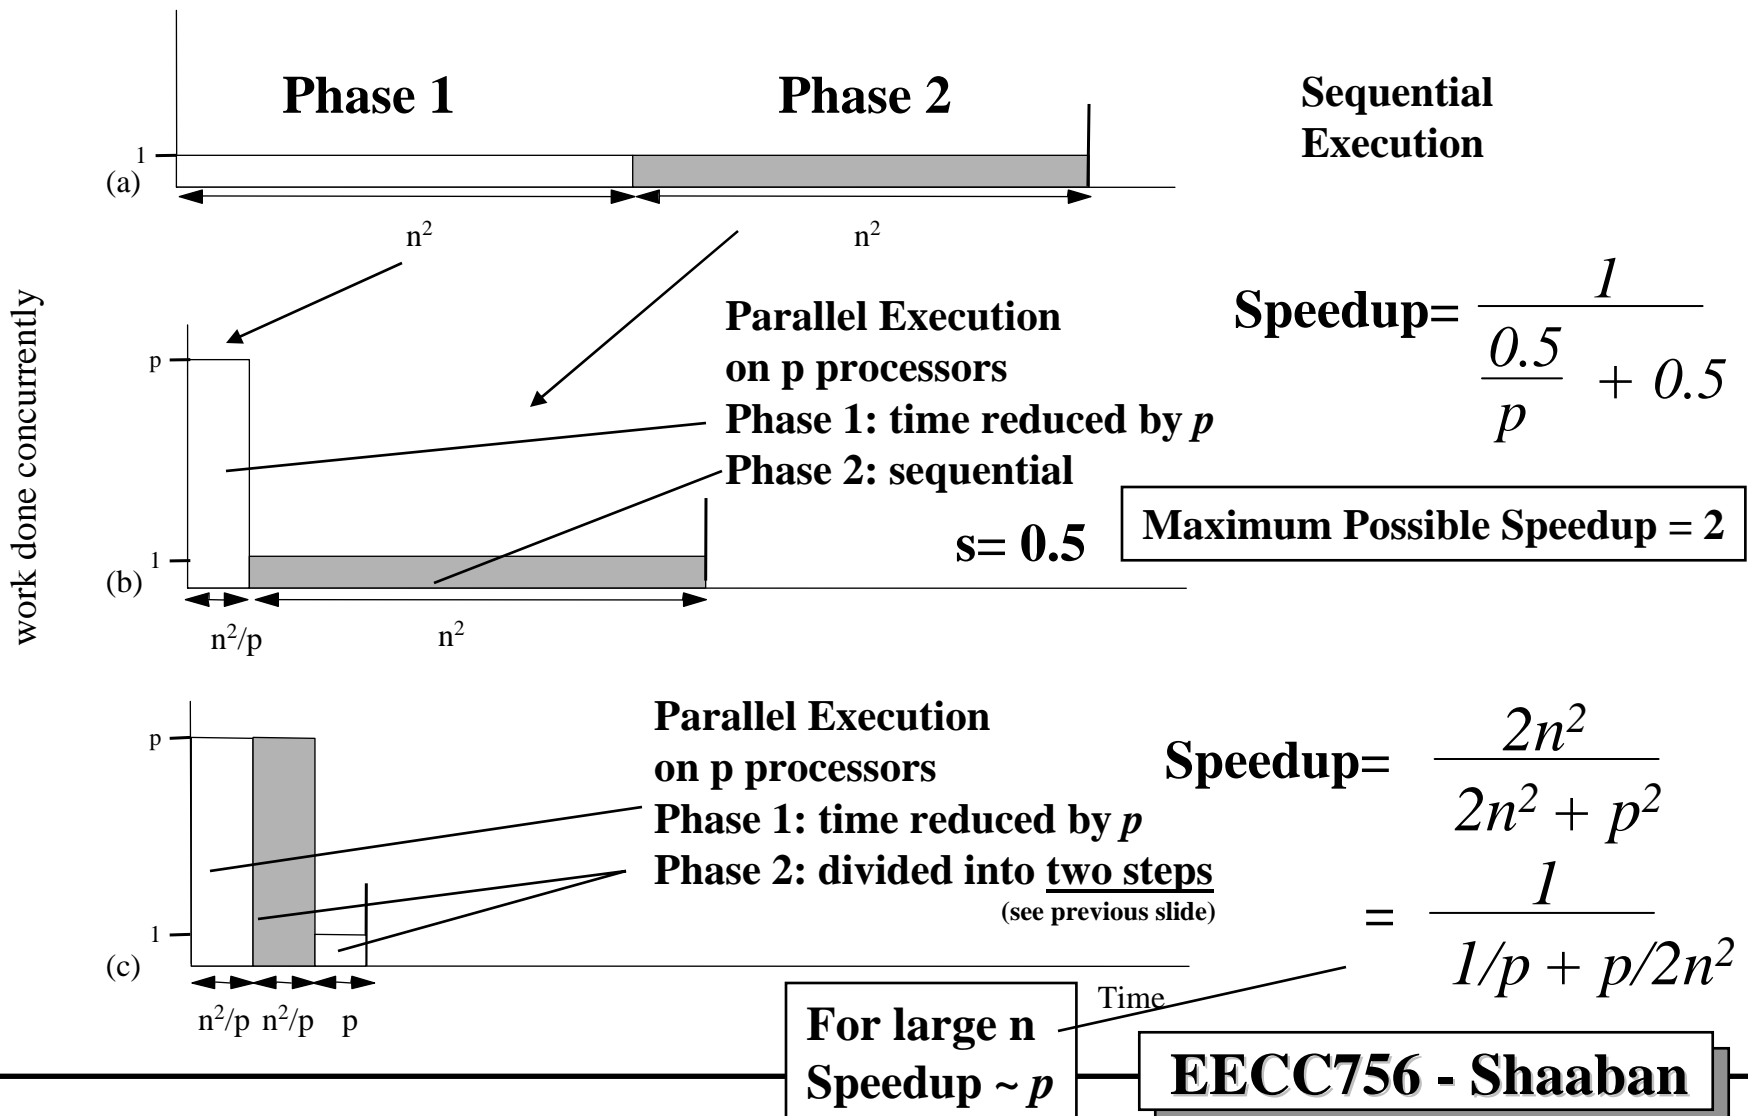 Phase 1
Phase 2
Sequential
Execution
1
(a)
n²
n²
work done concurrently
Speedup= 1
0.5
p
+ 0.5
Parallel Execution
on p processors
Phase 1: time reduced by p
Phase 2: sequential
p
s= 0.5
Maximum Possible Speedup = 2
1
(b)
n²/p
n²
Parallel Execution
on p processors
Phase 1: time reduced by p
Phase 2: divided into two steps
(see previous slide)
p
Speedup= 2n²
2n² + p²
= 1
1/p + p/2n²
1
(c)
n²/p n²/p p
Time
For large n
Speedup ~ p
EECC756 - Shaaban